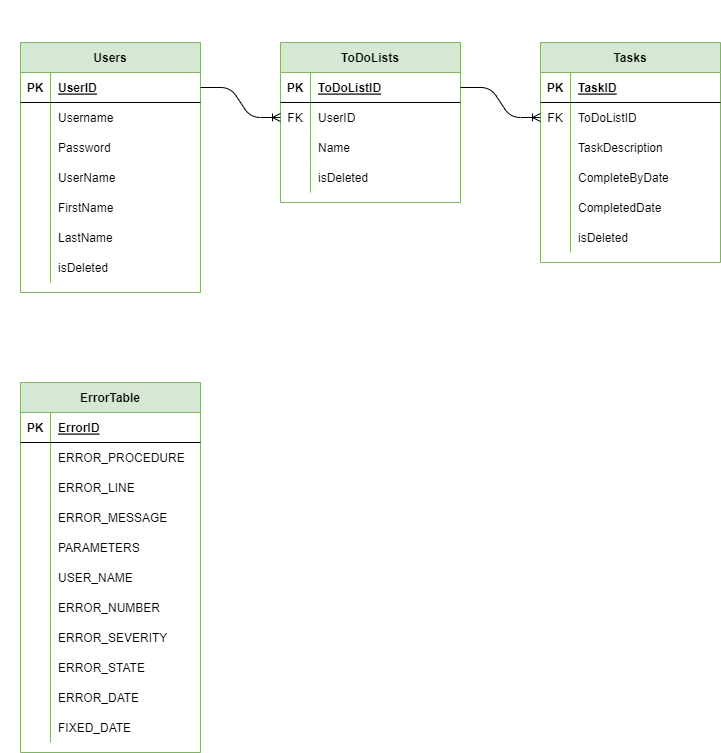 Users
PK UserID
Username
Password
UserName
FirstName
LastName
isDeleted
ToDoLists
PK ToDoListID
FK UserID
Name
isDeleted
Tasks
PK TaskID
FK ToDoListID
TaskDescription
CompleteByDate
CompletedDate
isDeleted
ErrorTable
PK ErrorID
ERROR_PROCEDURE
ERROR_LINE
ERROR_MESSAGE
PARAMETERS
USER_NAME
ERROR_NUMBER
ERROR_SEVERITY
ERROR_STATE
ERROR_DATE
FIXED_DATE